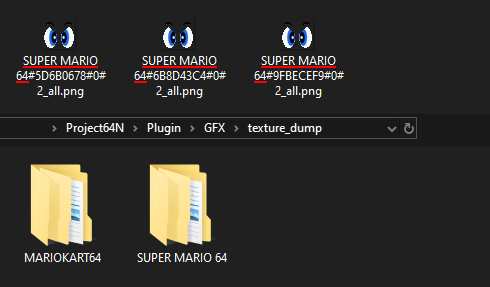 SUPER MARIO
64#5D6B0678#0#
2_all.png
SUPER MARIO
64#6B8D43C4#0#
2_all.png
SUPER MARIO
64#9FBECEF9#0#
2_all.png
Project64N > Plugin > GFX > texture_dump
MARIOKART64
SUPER MARIO 64